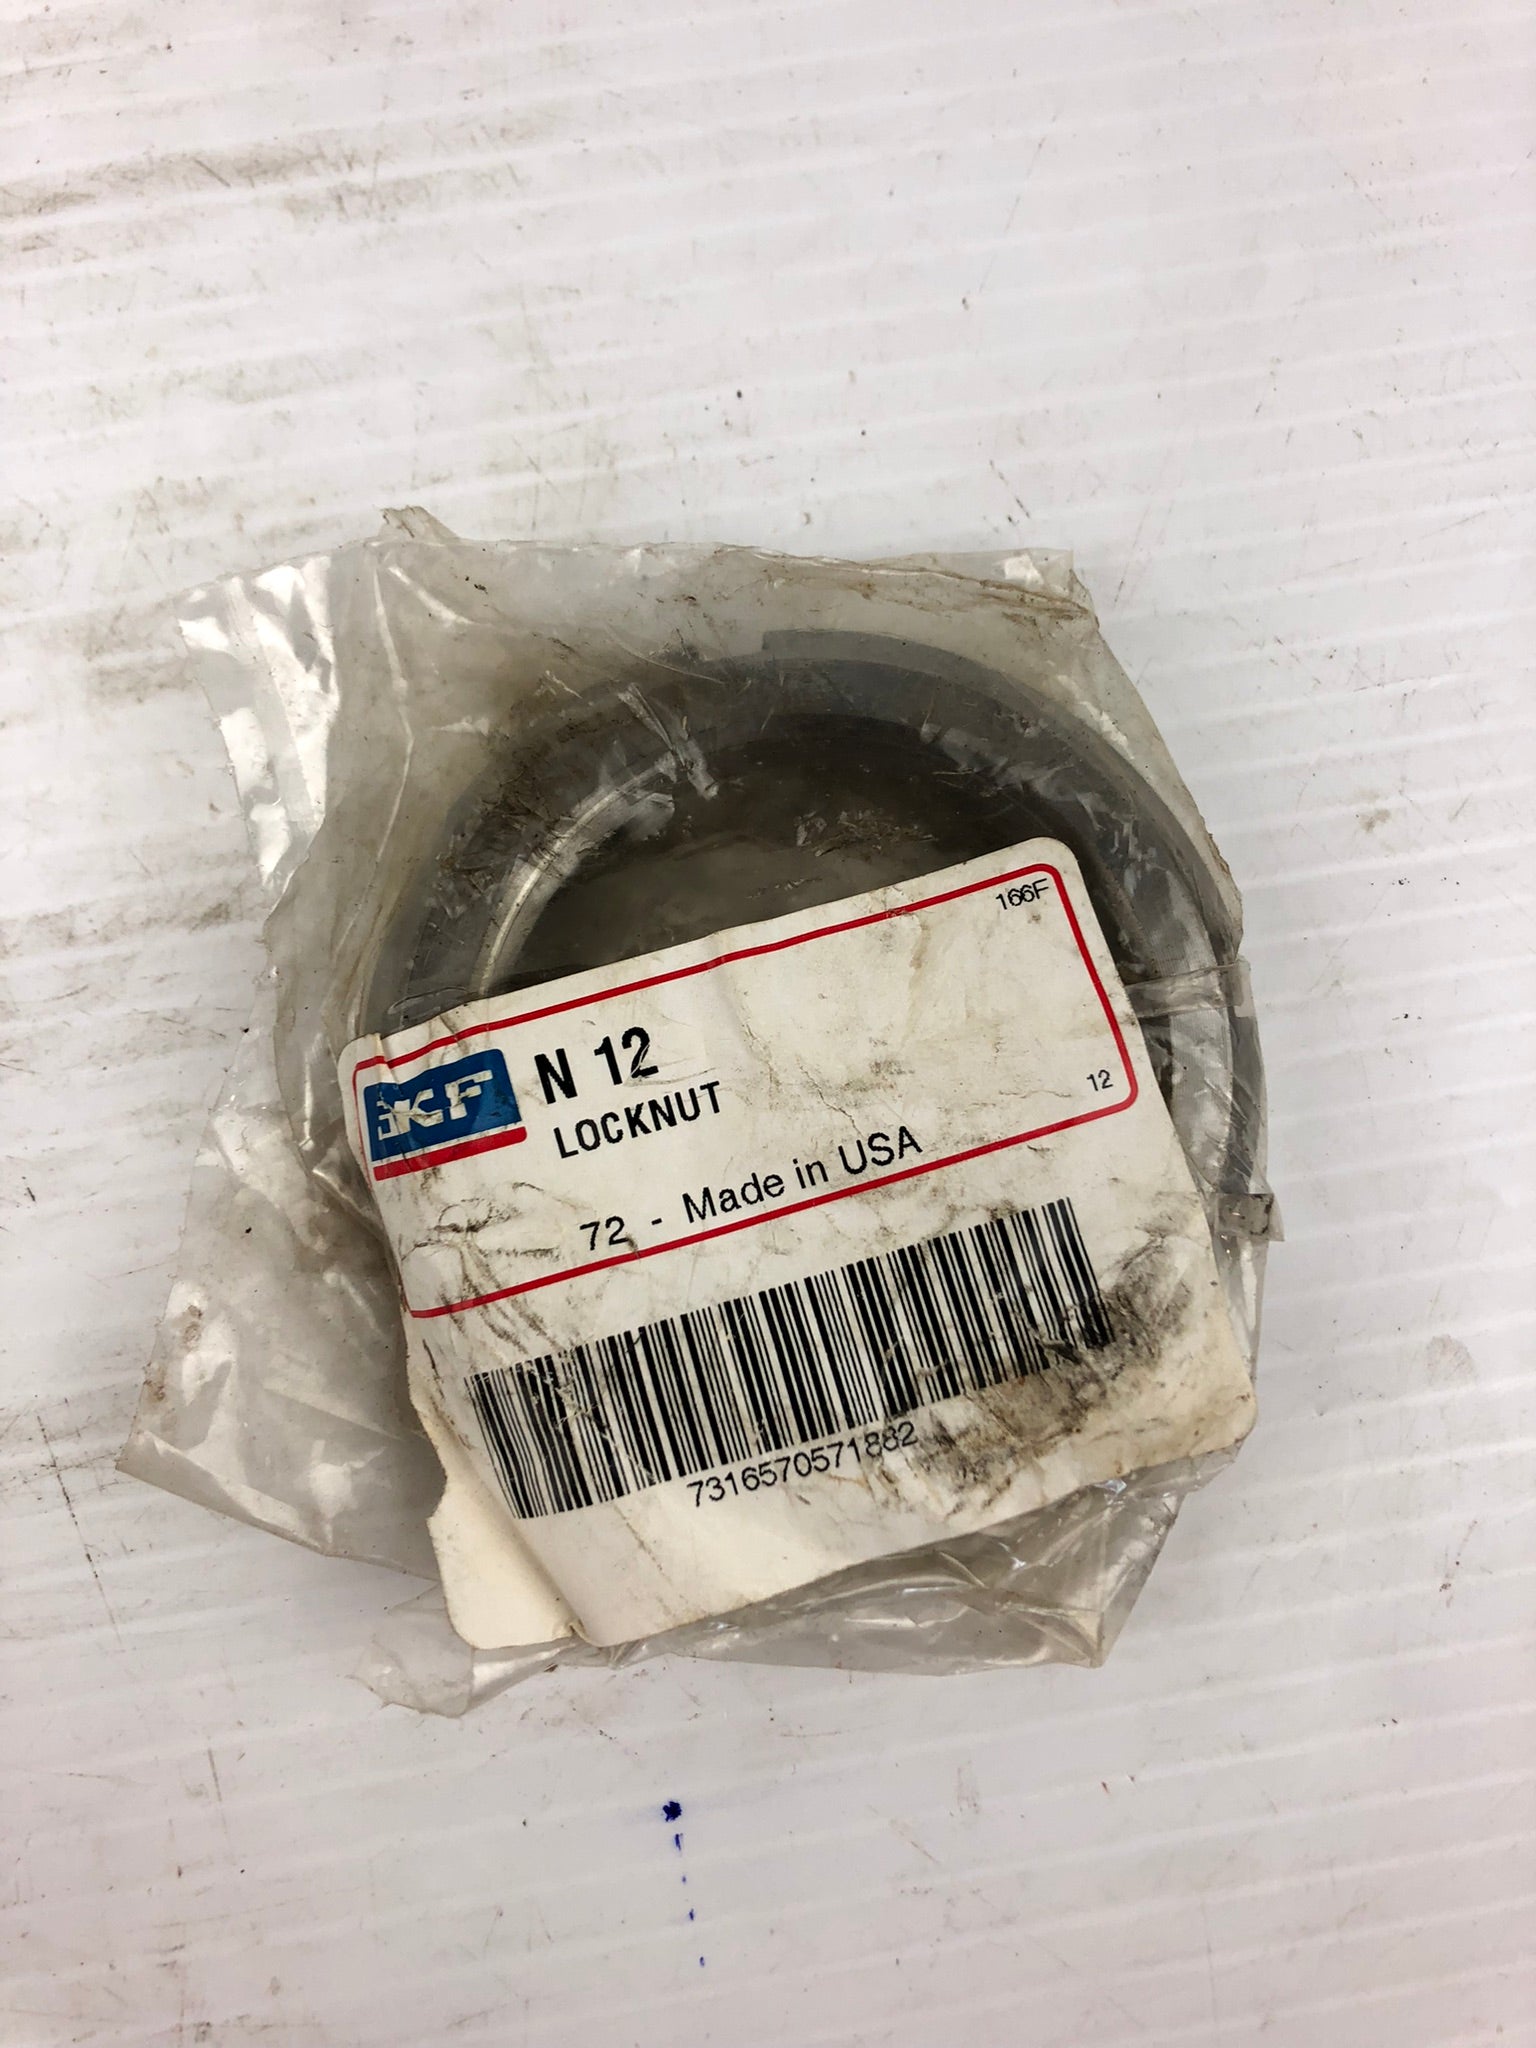 166F
SKF
N 12
LOCKNUT
12
72 - Made in USA
7316570571882